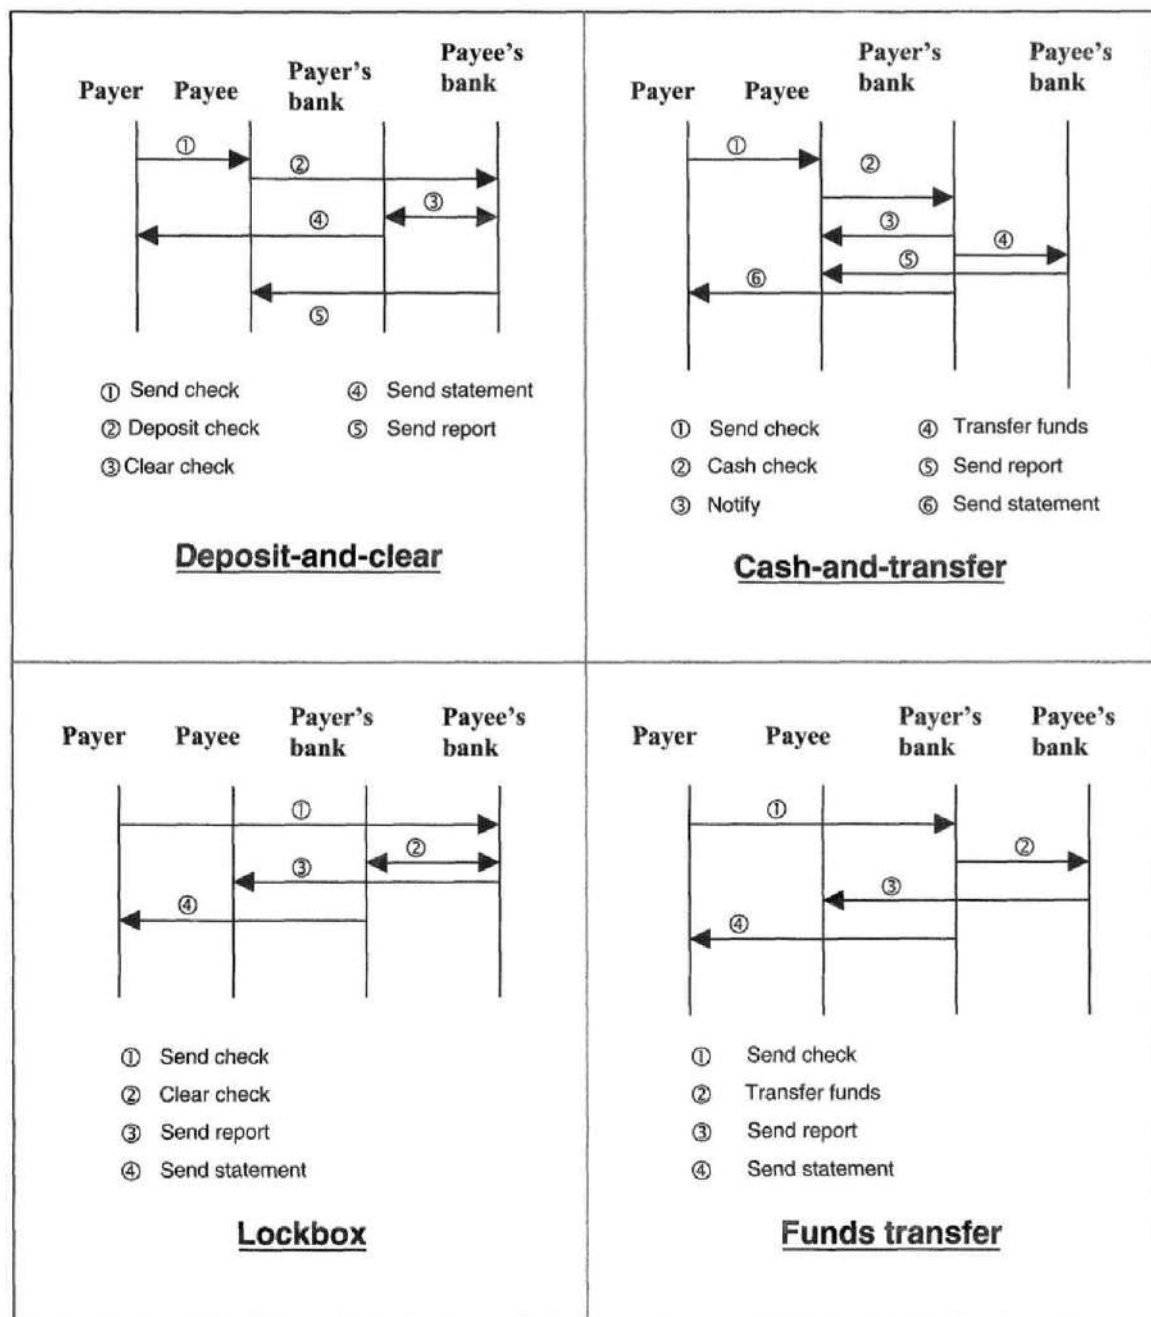 Payer Payee Payer's bank Payee's bank
① ② ③ ④ ⑤
① Send check ④ Send statement
② Deposit check ⑤ Send report
③ Clear check
Deposit-and-clear
Payer Payee Payer's bank Payee's bank
① ② ③ ④ ⑤ ⑥
① Send check ④ Transfer funds
② Cash check ⑤ Send report
③ Notify ⑥ Send statement
Cash-and-transfer
Payer Payee Payer's bank Payee's bank
① ② ③ ④
① Send check
② Clear check
③ Send report
④ Send statement
Lockbox
Payer Payee Payer's bank Payee's bank
① ② ③ ④
① Send check
② Transfer funds
③ Send report
④ Send statement
Funds transfer